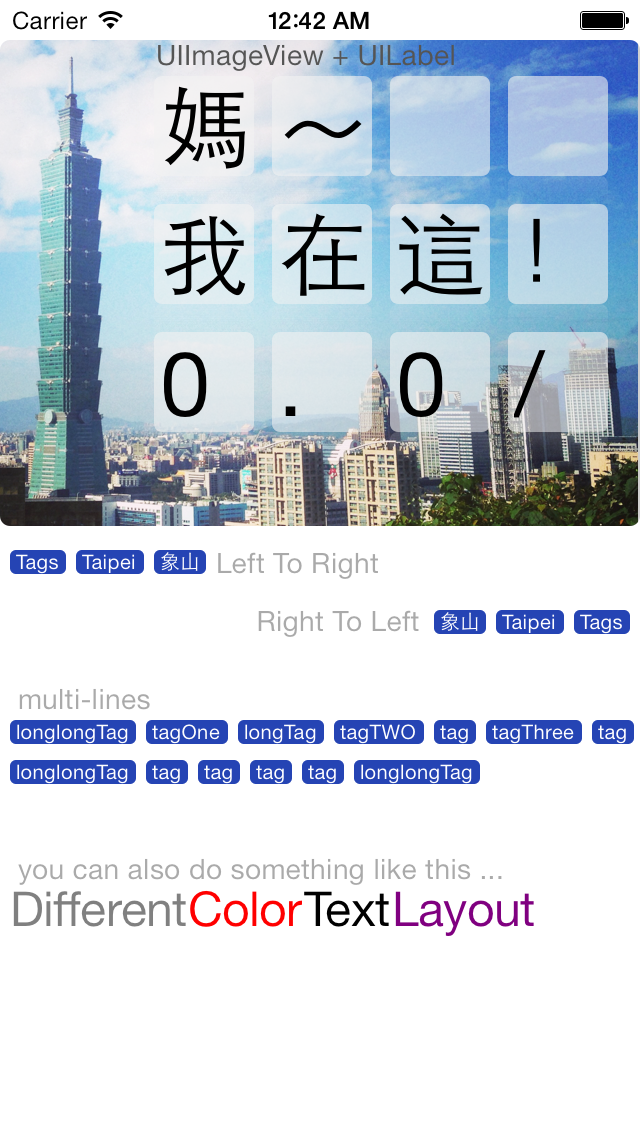 Carrier 12:42 AM
UIImageView + UILabel
媽 ～
我 在 這 !
0 . 0 /
Tags Taipei 象山 Left To Right
Right To Left 象山 Taipei Tags
multi-lines
longlongTag tagOne longTag tagTWO tag tagThree tag
longlongTag tag tag tag tag longlongTag
you can also do something like this ...
DifferentColorTextLayout